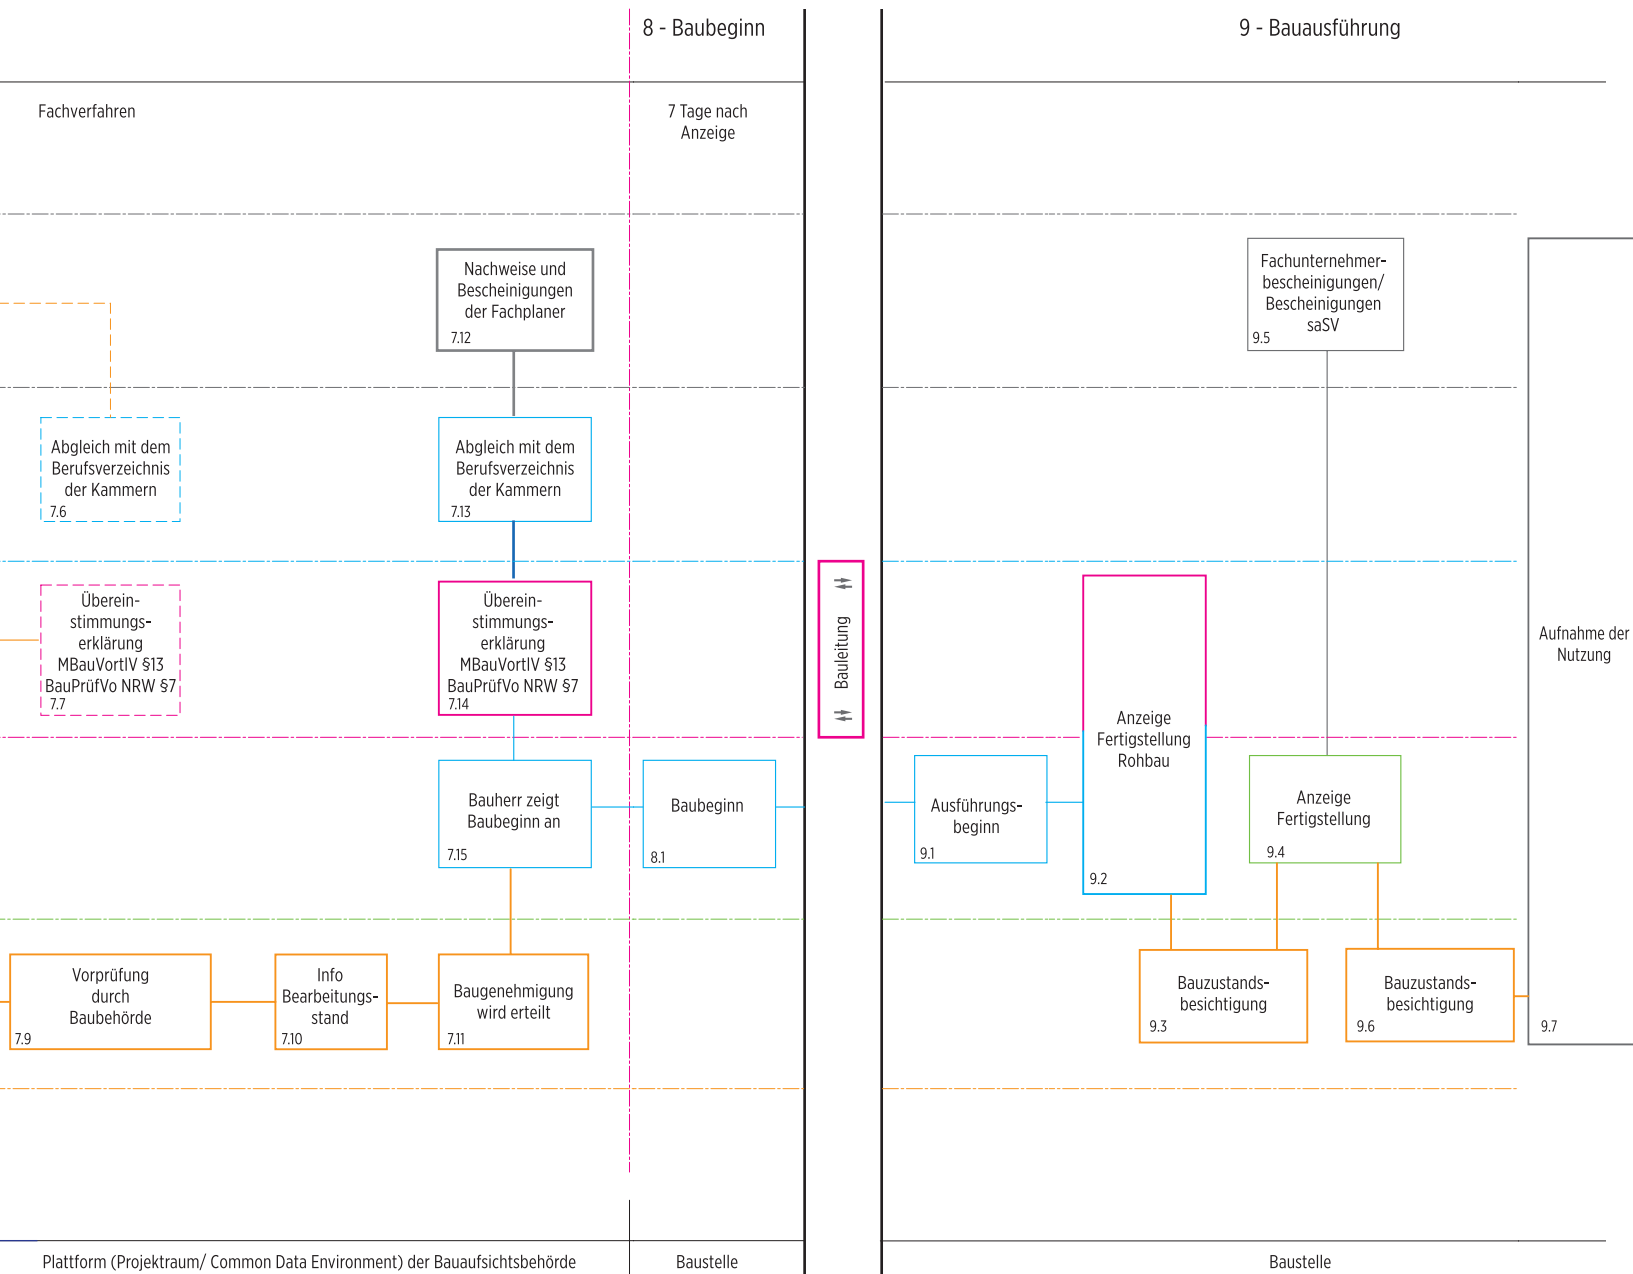 8 - Baubeginn
9 - Bauausführung
Fachverfahren
7 Tage nach
Anzeige
Nachweise und
Bescheinigungen
der Fachplaner
7.12
Fachunternehmer-
bescheinigungen/
Bescheinigungen
saSV
9.5
Abgleich mit dem
Berufsverzeichnis
der Kammern
7.6
Abgleich mit dem
Berufsverzeichnis
der Kammern
7.13
Überein-
stimmungs-
erklärung
MBauVortlV §13
BauPrüfVo NRW §7
7.7
Überein-
stimmungs-
erklärung
MBauVortlV §13
BauPrüfVo NRW §7
7.14
Bauleitung
Aufnahme der
Nutzung
9.7
Bauherr zeigt
Baubeginn an
7.15
Baubeginn
8.1
Ausführungs-
beginn
9.1
Anzeige
Fertigstellung
Rohbau
9.2
Anzeige
Fertigstellung
9.4
Vorprüfung
durch
Baubehörde
7.9
Info
Bearbeitungs-
stand
7.10
Baugenehmigung
wird erteilt
7.11
Bauzustands-
besichtigung
9.3
Bauzustands-
besichtigung
9.6
Plattform (Projektraum/ Common Data Environment) der Bauaufsichtsbehörde
Baustelle
Baustelle